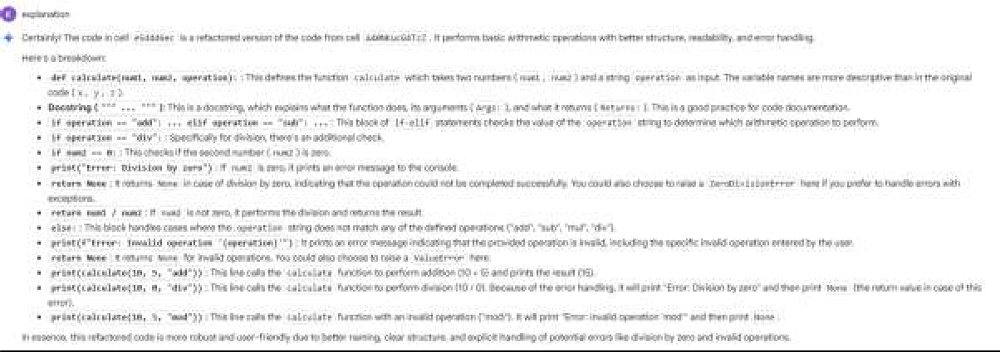 explanation
Certainly! The code in cell is a refactored version of the code from cell . It performs basic arithmetic operations with better structure, readability, and error handling.
Here's a breakdown:
• def calculate(num1, num2, operation): : This defines the function calculate which takes two numbers ( num1 , num2 ) and a string operation as input. The variable names are more descriptive than in the original
code ( x, y, z ).
• Docstring ( """ ... """ ): This is a docstring, which explains what the function does, its arguments ( Args: ), and what it returns ( Returns: ). This is a good practice for code documentation.
• if operation == "add": ... elif operation == "sub": ... : This block of if-elif statements checks the value of the operation string to determine which arithmetic operation to perform.
• if operation == "div": : Specifically for division, there's an additional check.
• if num2 == 0: : This checks if the second number ( num2 ) is zero.
• print("Error: Division by zero") : If num2 is zero, it prints an error message to the console.
• return None : It returns None in case of division by zero, indicating that the operation could not be completed successfully. You could also choose to raise a ZeroDivisionError here if you prefer to handle errors with
exceptions.
• return num1 / num2 : If num2 is not zero, it performs the division and returns the result.
• else: : This block handles cases where the operation string does not match any of the defined operations ("add", "sub", "mul", "div").
• print(f"Error: Invalid operation '{operation}'") : It prints an error message indicating that the provided operation is invalid, including the specific invalid operation entered by the user.
• return None : It returns None for invalid operations. You could also choose to raise a ValueError here.
• print(calculate(10, 5, "add")) : This line calls the calculate function to perform addition (10 + 5) and prints the result (15).
• print(calculate(10, 0, "div")) : This line calls the calculate function to perform division (10 / 0). Because of the error handling, it will print "Error: Division by zero" and then print None (the return value in case of this
error).
• print(calculate(10, 5, "mod")) : This line calls the calculate function with an invalid operation ("mod"). It will print "Error: Invalid operation 'mod'" and then print None .
In essence, this refactored code is more robust and user-friendly due to better naming, clear structure, and explicit handling of potential errors like division by zero and invalid operations.